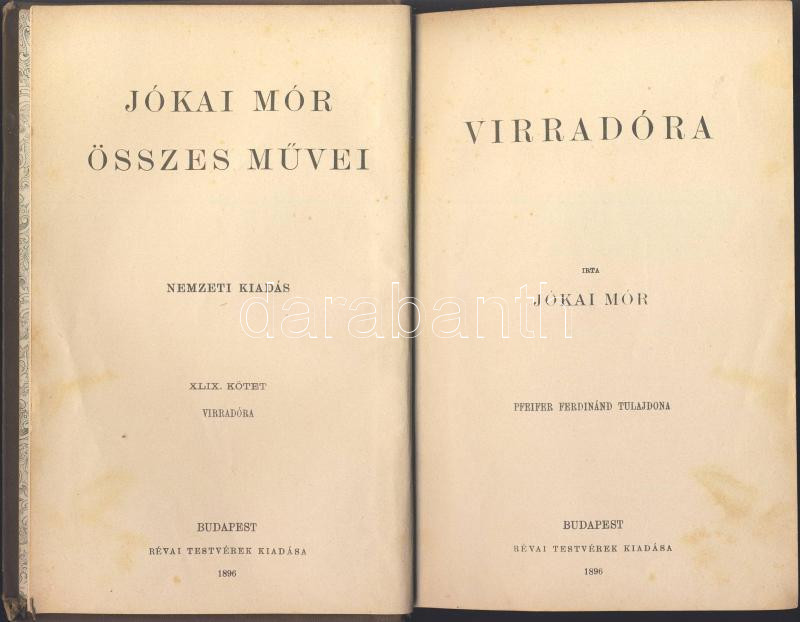 JÓKAI MÓR
ÖSSZES MŰVEI
NEMZETI KIADÁS
XLIX. KÖTET
VIRRADÓRA
BUDAPEST
RÉVAI TESTVÉREK KIADÁSA
1896
VIRRADÓRA
IRTA
JÓKAI MÓR
PFEIFER FERDINÁND TULAJDONA
BUDAPEST
RÉVAI TESTVÉREK KIADÁSA
1896
darabanth